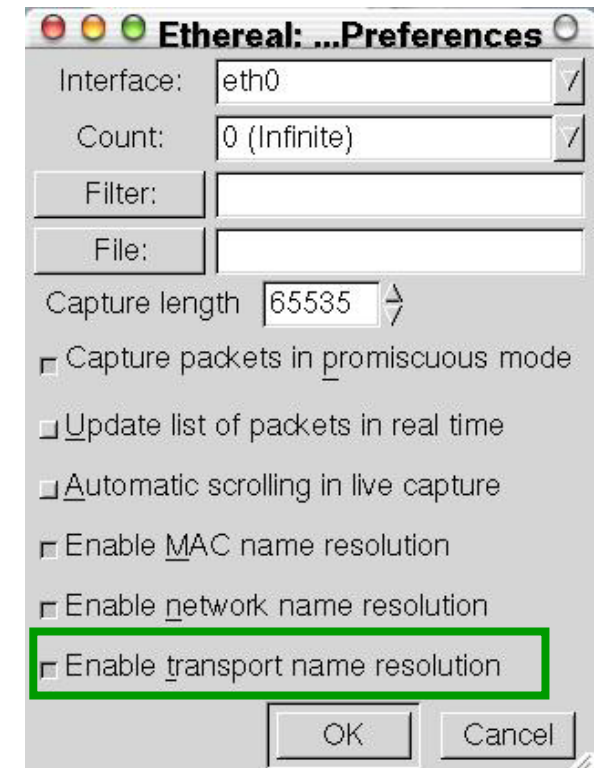 Ethereal: ...Preferences
Interface: eth0
Count: 0 (Infinite)
Filter:
File:
Capture length 65535
Capture packets in promiscuous mode
Update list of packets in real time
Automatic scrolling in live capture
Enable MAC name resolution
Enable network name resolution
Enable transport name resolution
OK Cancel